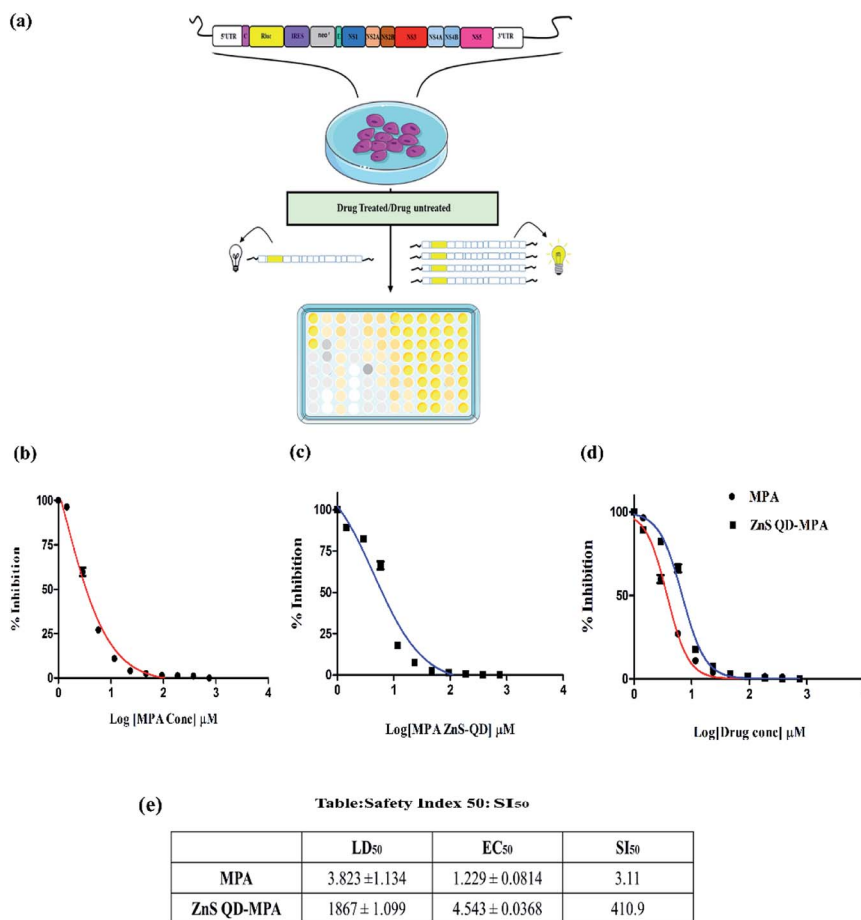 (a)
5'UTR C Rluc IRES neo^r E NS1 NS2A NS2B NS3 NS4A NS4B NS5 3'UTR
Drug Treated/Drug untreated
(b)
% Inhibition
100
75
50
25
0
0 1 2 3 4
Log [MPA Conc] μM
(c)
% Inhibition
100
75
50
25
0
0 1 2 3 4
Log[MPA ZnS-QD] μM
(d)
MPA
ZnS QD-MPA
% Inhibition
100
75
50
25
0
0 1 2 3 4
Log[Drug conc] μM
(e) Table:Safety Index 50: SI50
LD50 EC50 SI50
MPA 3.823 ±1.134 1.229 ± 0.0814 3.11
ZnS QD-MPA 1867 ± 1.099 4.543 ± 0.0368 410.9